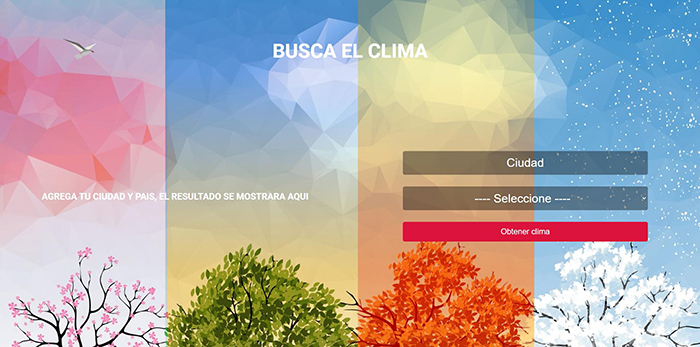 BUSCA EL CLIMA
AGREGA TU CIUDAD Y PAIS, EL RESULTADO SE MOSTRARA AQUI
Ciudad
---- Seleccione ----
Obtener clima